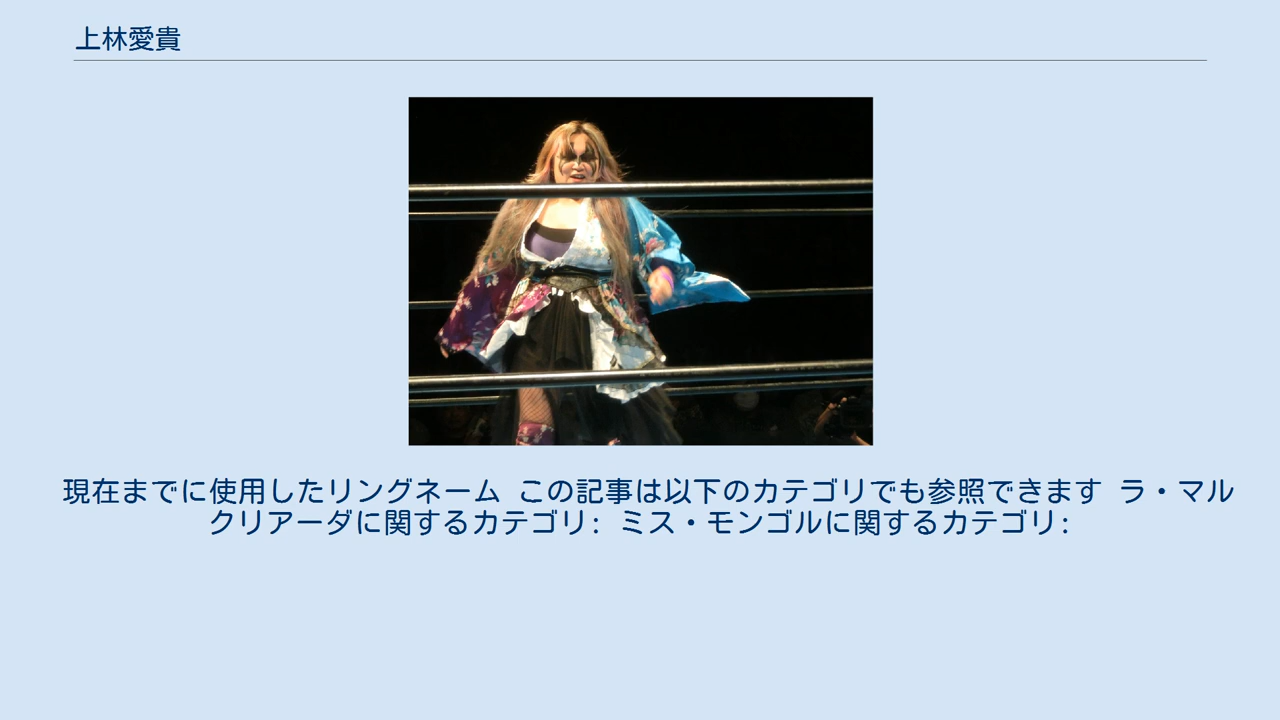 上林愛貴
現在までに使用したリングネーム この記事は以下のカテゴリでも参照できます ラ・マル
クリアーダに関するカテゴリ: ミス・モンゴルに関するカテゴリ: